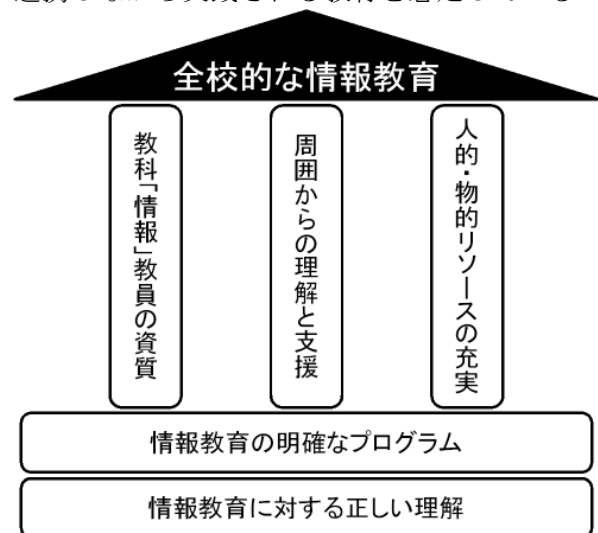 全校的な情報教育
教科「情報」教員の資質
周囲からの理解と支援
人的・物的リソースの充実
情報教育の明確なプログラム
情報教育に対する正しい理解